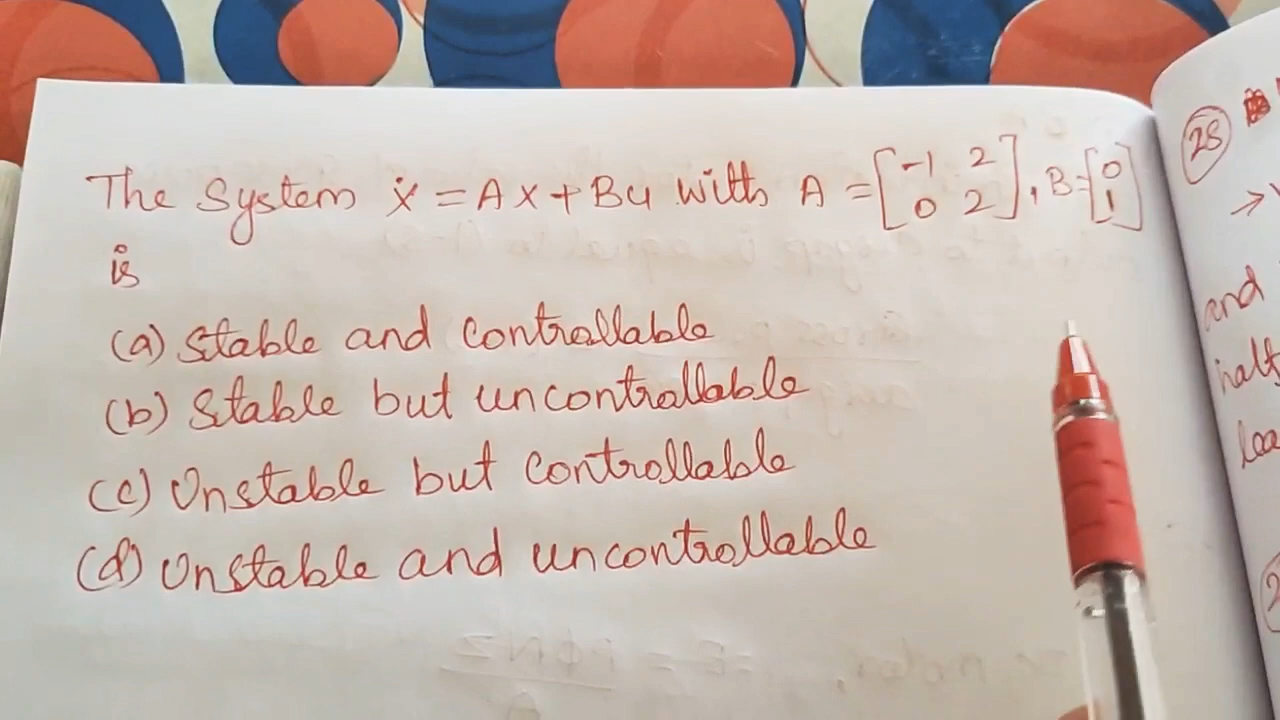 The System ẋ = Ax + Bu with A = [-1 2 0 2], B = [0 1]
is
(a) Stable and controllable
(b) Stable but uncontrollable
(c) Unstable but controllable
(d) Unstable and uncontrollable
28
and
half